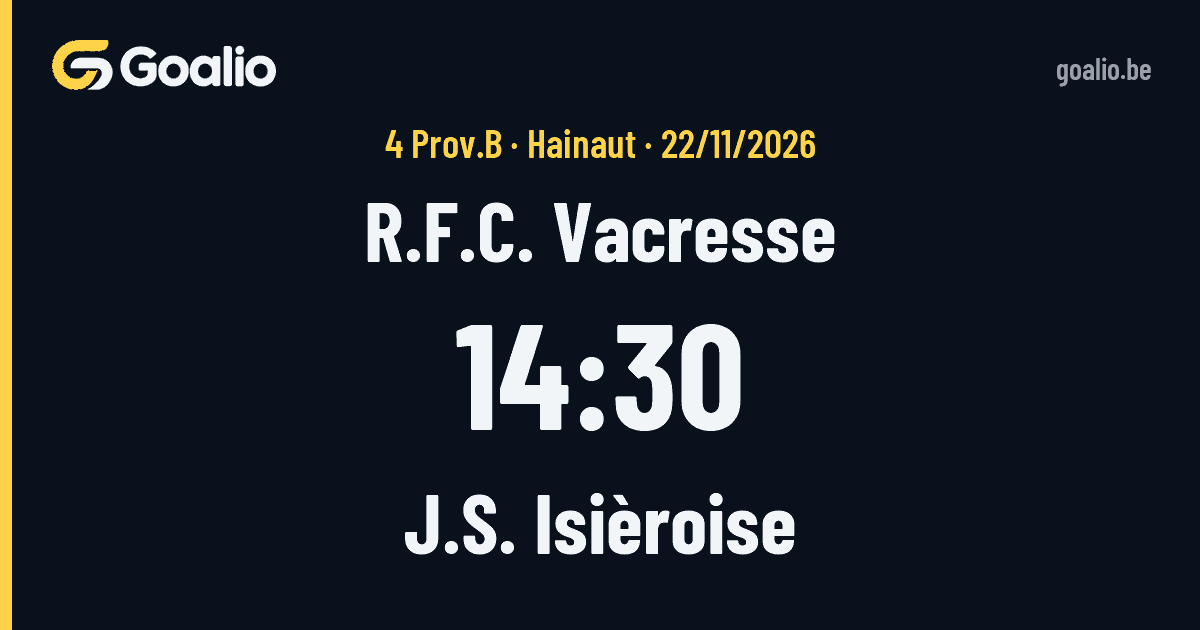 Goalio
goalio.be
4 Prov.B · Hainaut · 22/11/2026
R.F.C. Vacresse
14:30
J.S. Isièroise